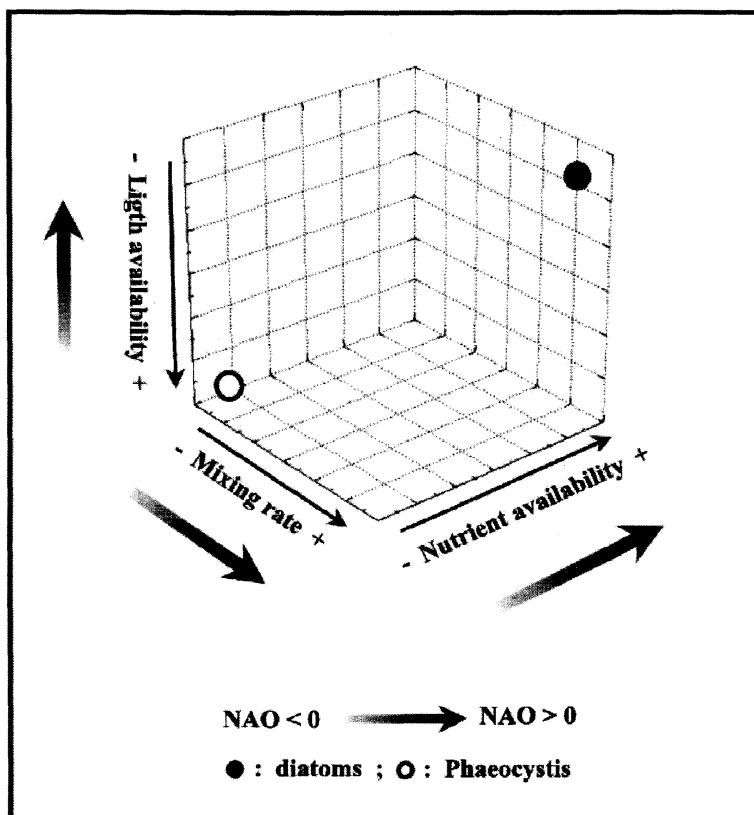 - Ligth availability +
- Mixing rate +
- Nutrient availability +
NAO < 0 NAO > 0
: diatoms ; : Phaeocystis